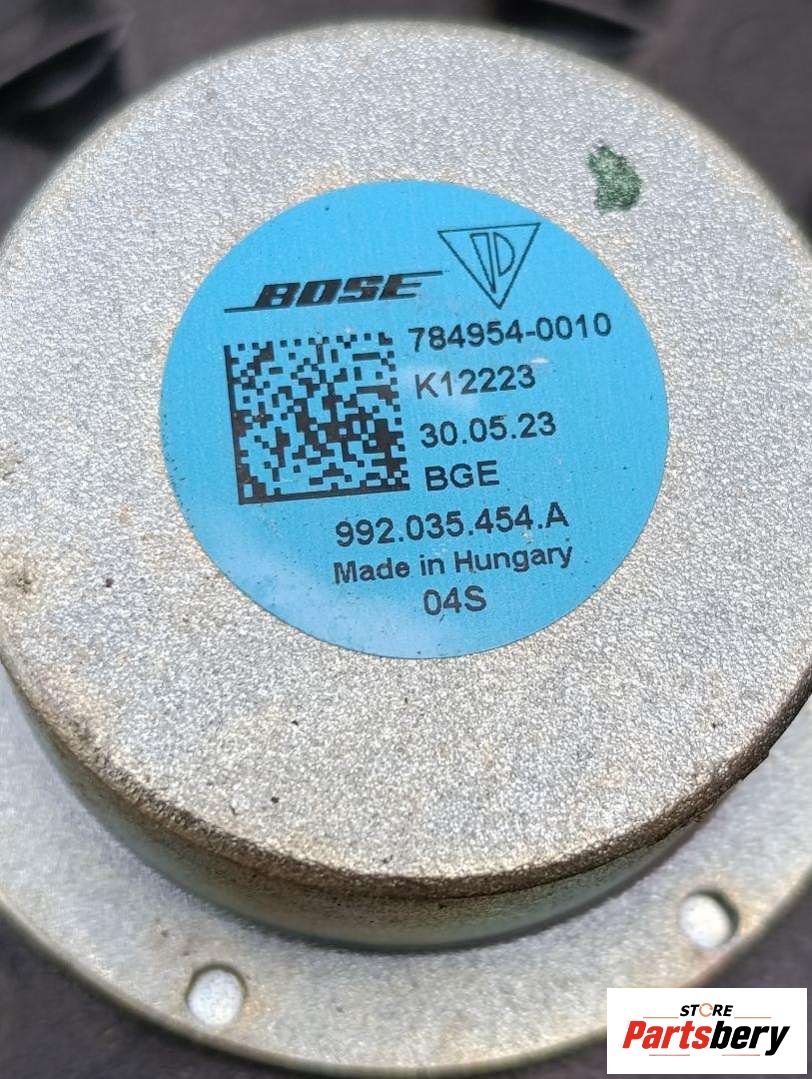 BOSE
784954-0010
K12223
30.05.23
BGE
992.035.454.A
Made in Hungary
04S
STORE
Partsbery